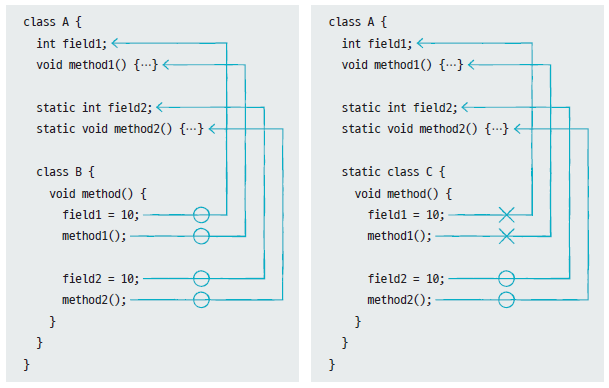 class A {
int field1;
void method1() {…}
static int field2;
static void method2() {…}
class B {
void method() {
field1 = 10;
method1();
field2 = 10;
method2();
}
}
}
class A {
int field1;
void method1() {…}
static int field2;
static void method2() {…}
static class C {
void method() {
field1 = 10;
method1();
field2 = 10;
method2();
}
}
}